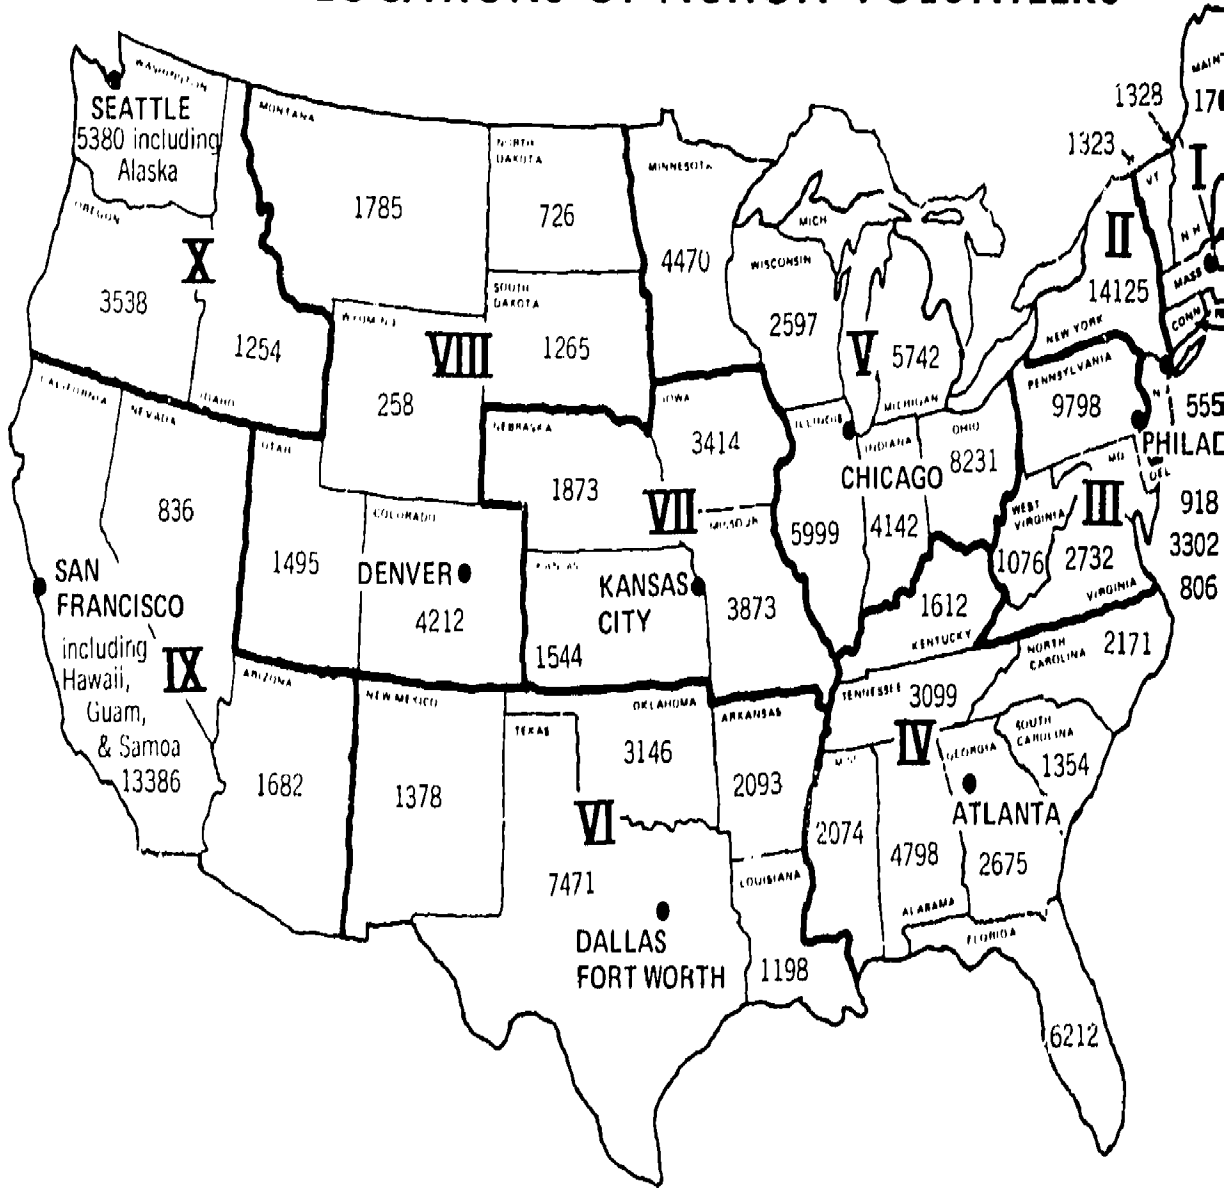 WASHINGTON
SEATTLE
5380 including
Alaska
OREGON
X
3538
1254
IDAHO
MONTANA
1785
NORTH
DAKOTA
726
SOUTH
DAKOTA
1265
VIII
258
MINNESOTA
4470
MICH
WISCONSIN
2597
V
5742
MICHIGAN
1328
1323
VT
I
II
N H
MASS
14125
NEW YORK
CONN
CALIFORNIA
NEVADA
836
UTAH
1495
COLORADO
DENVER
4212
NEBRASKA
1873
IOWA
3414
VII
KANSAS
CITY
1544
3873
ILLINOIS
INDIANA
OHIO
8231
CHICAGO
5999
4142
PENNSYLVANIA
9798
555
PHILAD
MD
DEL
918
3302
806
WEST
VIRGINIA
III
1076
2732
VIRGINIA
1612
KENTUCKY
SAN
FRANCISCO
including
Hawaii,
Guam,
& Samoa
13386
IX
ARIZONA
1682
NEW MEXICO
1378
TEXAS
OKLAHOMA
3146
VI
7471
DALLAS
FORT WORTH
ARKANSAS
2093
LOUISIANA
1198
TENNESSEE
3099
NORTH
CAROLINA
2171
SOUTH
CAROLINA
1354
IV
GEORGIA
ATLANTA
2675
2074
4798
ALABAMA
FLORIDA
6212